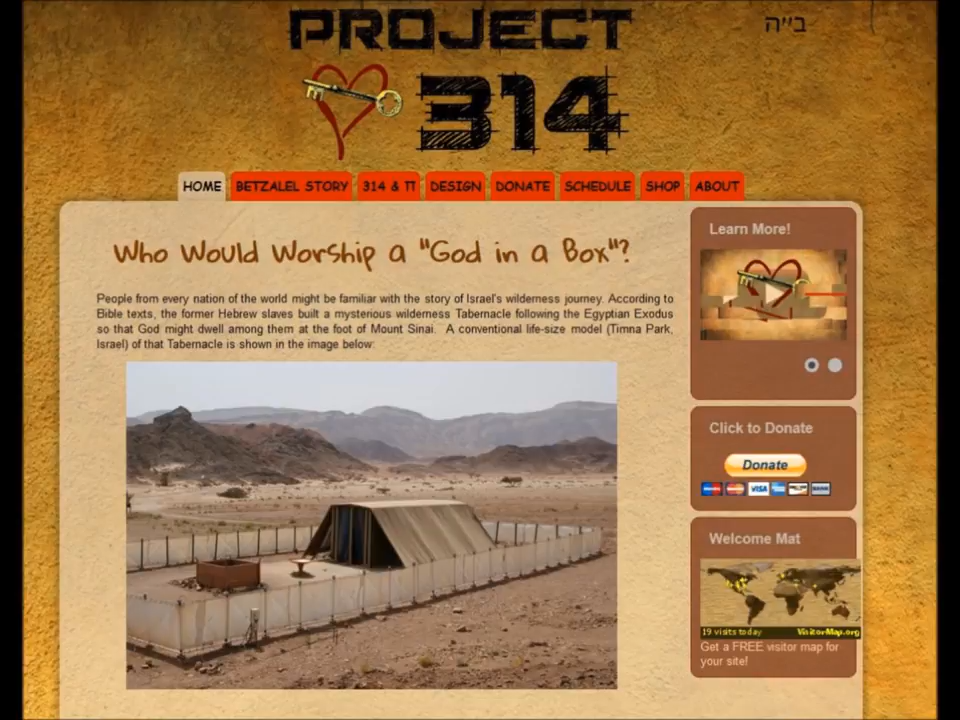 PROJECT
בייה
314
HOME BETZALEL STORY 314 & π DESIGN DONATE SCHEDULE SHOP ABOUT
Who Would Worship a "God in a Box"?
People from every nation of the world might be familiar with the story of Israel's wilderness journey. According to
Bible texts, the former Hebrew slaves built a mysterious wilderness Tabernacle following the Egyptian Exodus
so that God might dwell among them at the foot of Mount Sinai. A conventional life-size model (Timna Park,
Israel) of that Tabernacle is shown in the image below:
Learn More!
Click to Donate
Donate
VISA
Welcome Mat
19 visits today VisitorMap.org
Get a FREE visitor map for
your site!